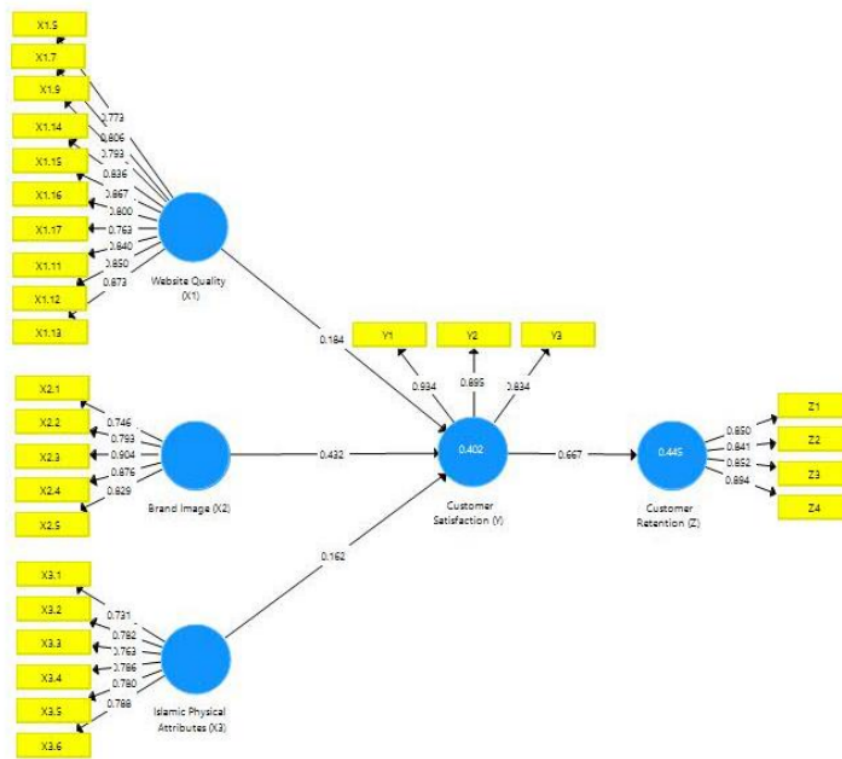 X1.5
X1.7
X1.9
X1.14
X1.15
X1.16
X1.17
X1.11
X1.12
X1.13
0.773
0.806
0.793
0.836
0.867
0.800
0.763
0.840
0.850
0.873
Website Quality
(X1)
0.184
Y1
Y2
Y3
0.934
0.895
0.834
X2.1
X2.2
X2.3
X2.4
X2.5
0.746
0.793
0.904
0.876
0.829
Brand Image (X2)
0.432
0.402
Customer
Satisfaction (Y)
0.667
0.445
Customer
Retention (Z)
0.850
0.841
0.852
0.894
Z1
Z2
Z3
Z4
0.162
X3.1
X3.2
X3.3
X3.4
X3.5
X3.6
0.731
0.782
0.763
0.786
0.780
0.788
Islamic Physical
Attributes (X3)